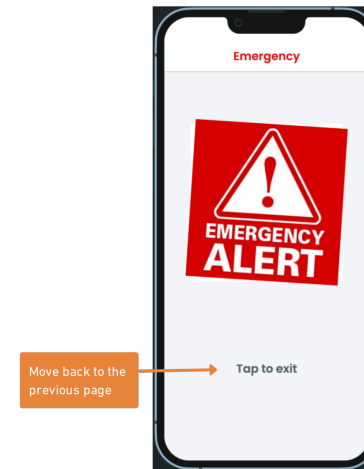 Emergency
EMERGENCY
ALERT
Tap to exit
Move back to the
previous page